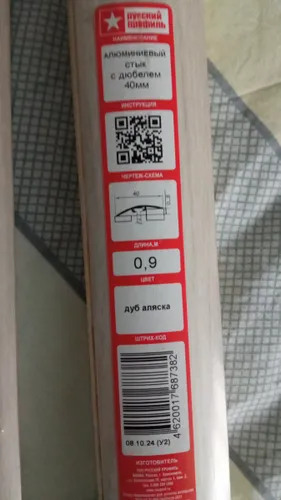 РУССКИЙ
ПРОФИЛЬ
НАИМЕНОВАНИЕ
АЛЮМИНИЕВЫЙ
СТЫК
С ДЮБЕЛЕМ
40ММ
ИНСТРУКЦИЯ
ЧЕРТЕЖ-СХЕМА
40
ДЛИНА,М
0,9
ЦВЕТ
дуб аляска
ШТРИХ-КОД
4620017687382
08.10.24 (У2)
ИЗГОТОВИТЕЛЬ